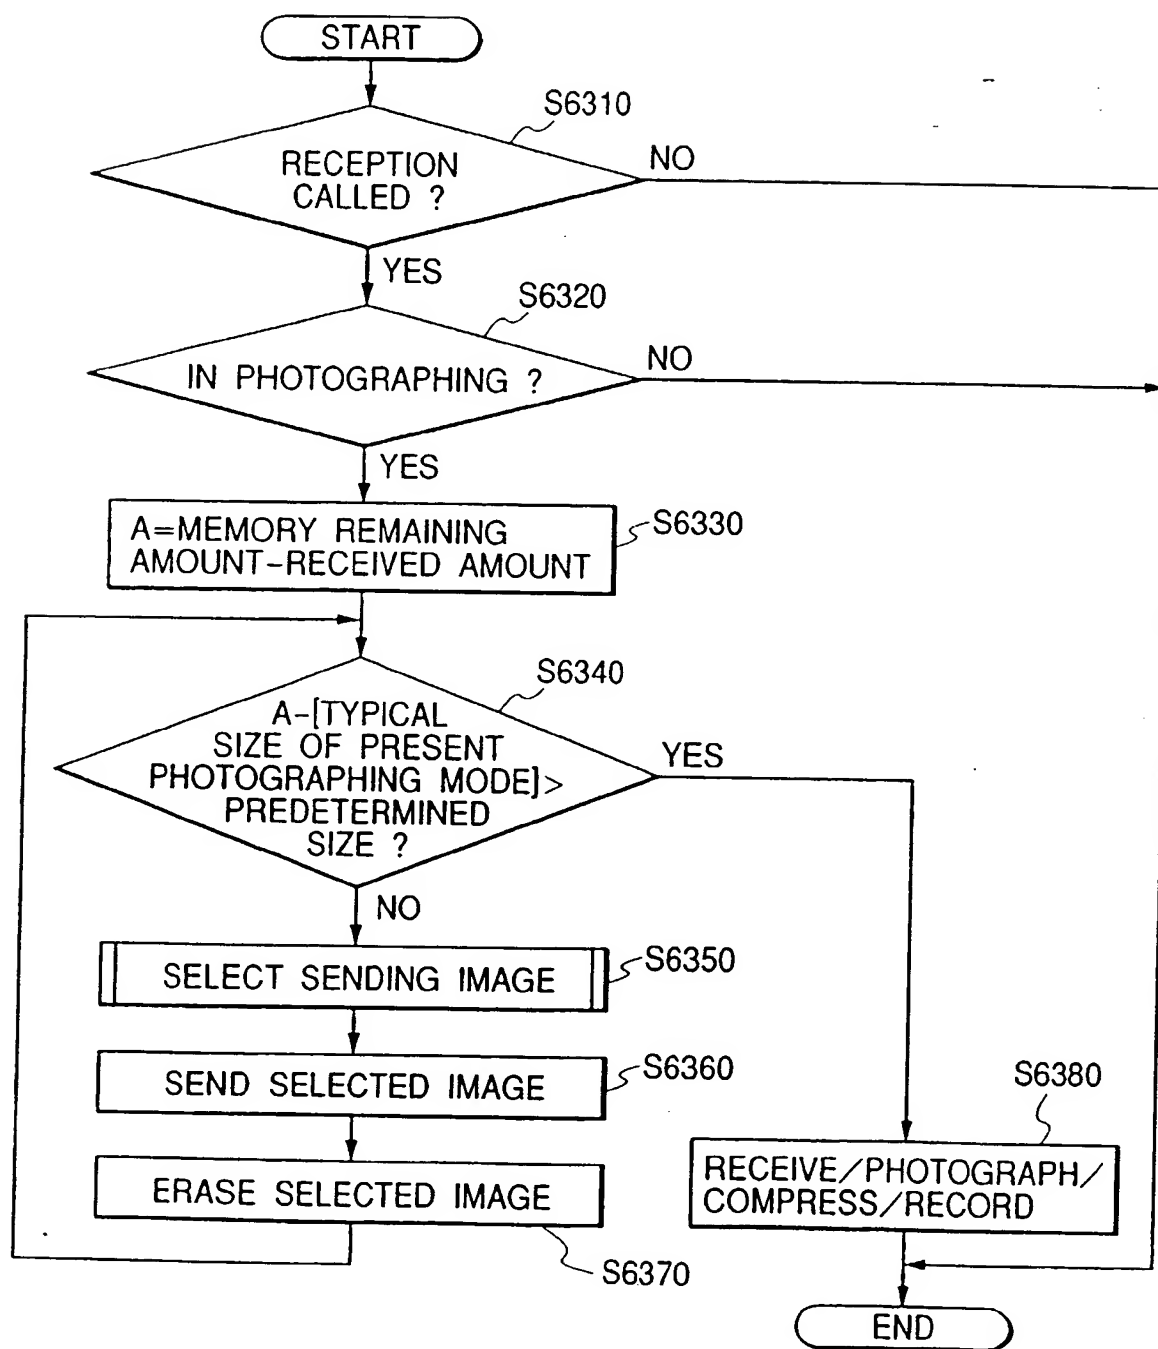 START
S6310
RECEPTION
CALLED ?
NO
YES
S6320
IN PHOTOGRAPHING ?
NO
YES
S6330
A=MEMORY REMAINING
AMOUNT-RECEIVED AMOUNT
S6340
A-[TYPICAL
SIZE OF PRESENT
PHOTOGRAPHING MODE]>
PREDETERMINED
SIZE ?
YES
NO
SELECT SENDING IMAGE
S6350
SEND SELECTED IMAGE
S6360
ERASE SELECTED IMAGE
S6370
S6380
RECEIVE/PHOTOGRAPH/
COMPRESS/RECORD
END